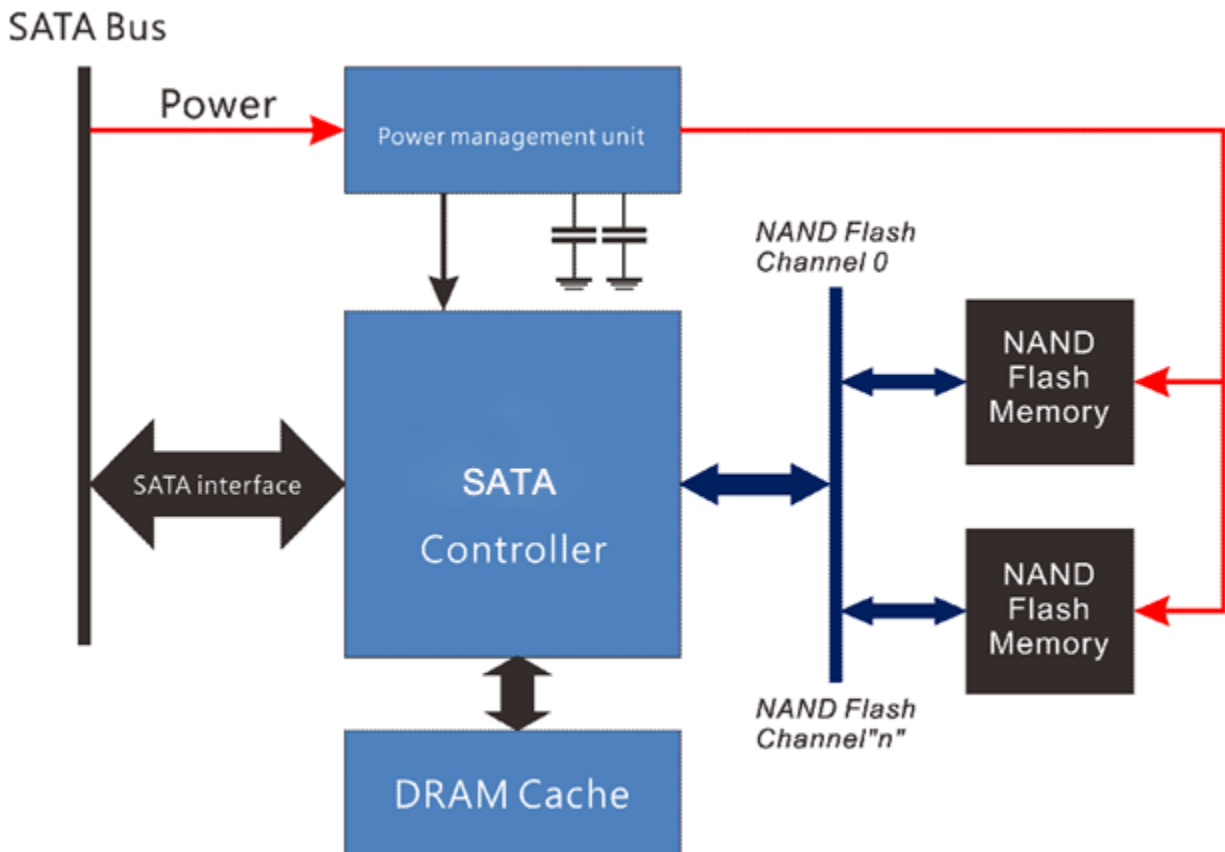 SATA Bus
Power
Power management unit
NAND Flash
Channel 0
NAND
Flash
Memory
SATA interface
SATA
Controller
NAND
Flash
Memory
NAND Flash
Channel"n"
DRAM Cache